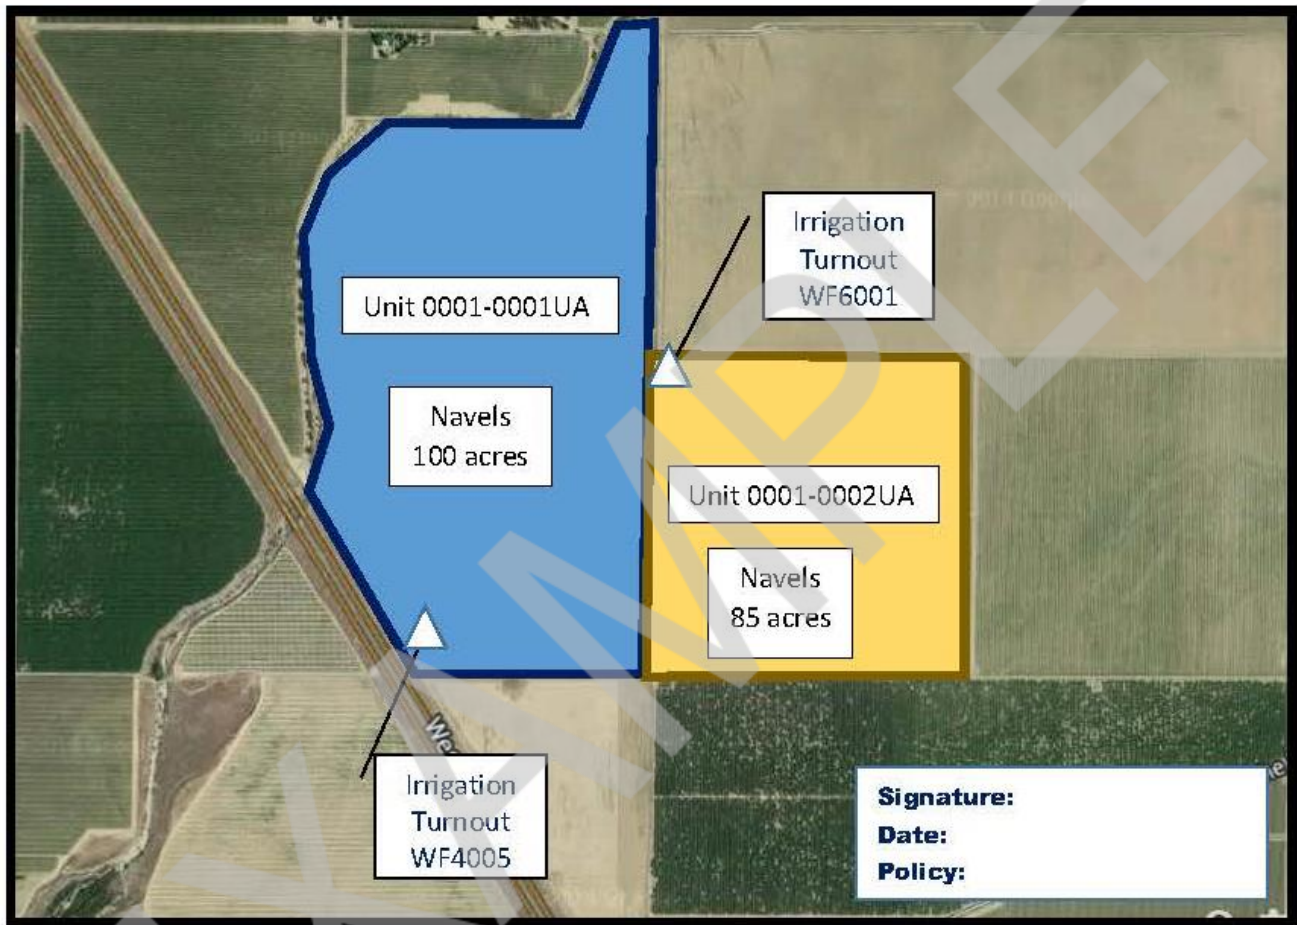 Irrigation
Turnout
WF6001
Unit 0001-0001UA
Navels
100 acres
Unit 0001-0002UA
Navels
85 acres
Irrigation
Turnout
WF4005
Signature:
Date:
Policy: